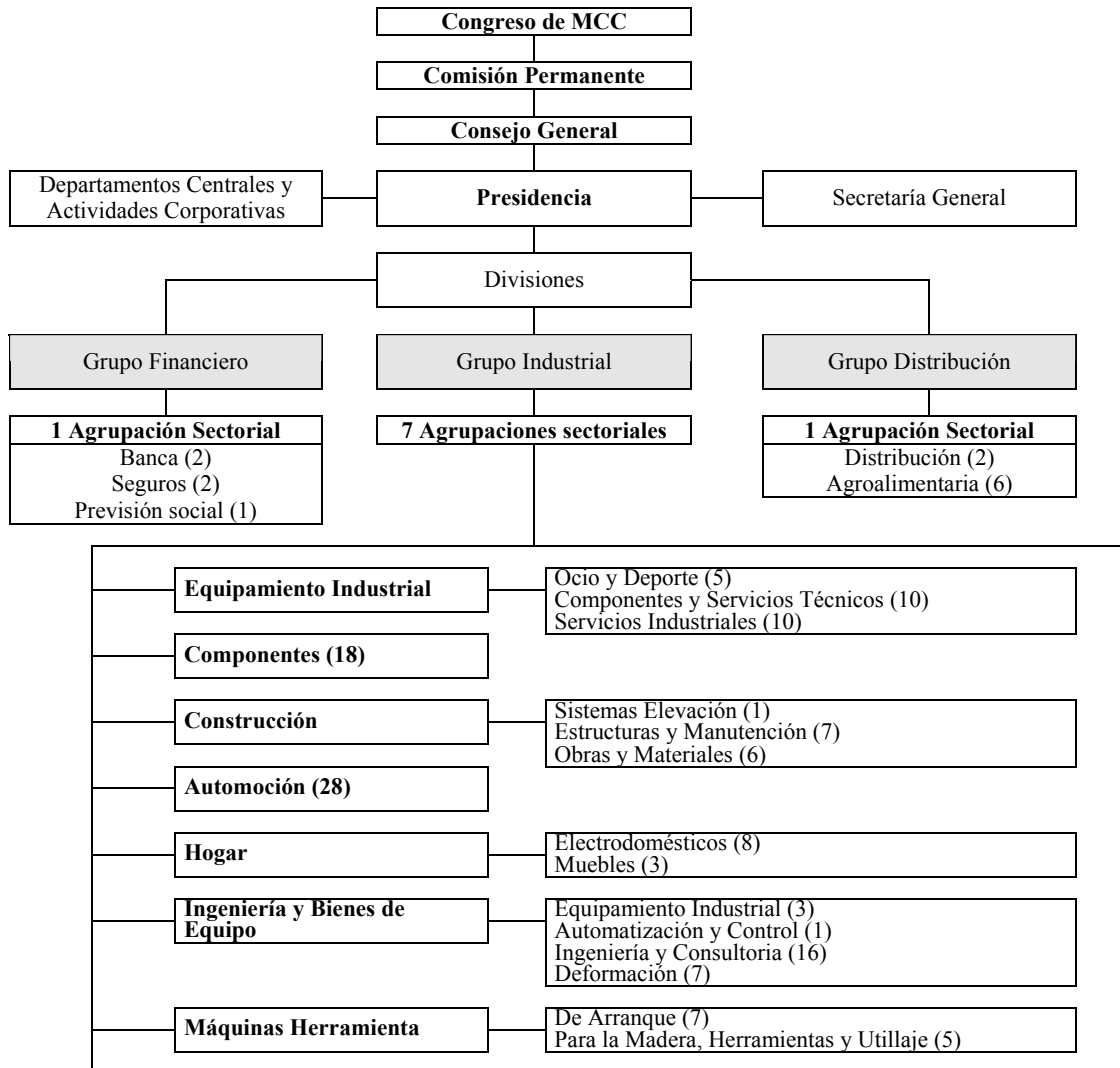 Congreso de MCC
Comisión Permanente
Consejo General
Departamentos Centrales y
Actividades Corporativas
Presidencia
Secretaría General
Divisiones
Grupo Financiero
Grupo Industrial
Grupo Distribución
1 Agrupación Sectorial
Banca (2)
Seguros (2)
Previsión social (1)
7 Agrupaciones sectoriales
1 Agrupación Sectorial
Distribución (2)
Agroalimentaria (6)
Equipamiento Industrial
Ocio y Deporte (5)
Componentes y Servicios Técnicos (10)
Servicios Industriales (10)
Componentes (18)
Construcción
Sistemas Elevación (1)
Estructuras y Manutención (7)
Obras y Materiales (6)
Automoción (28)
Hogar
Electrodomésticos (8)
Muebles (3)
Ingeniería y Bienes de
Equipo
Equipamiento Industrial (3)
Automatización y Control (1)
Ingeniería y Consultoria (16)
Deformación (7)
Máquinas Herramienta
De Arranque (7)
Para la Madera, Herramientas y Utillaje (5)